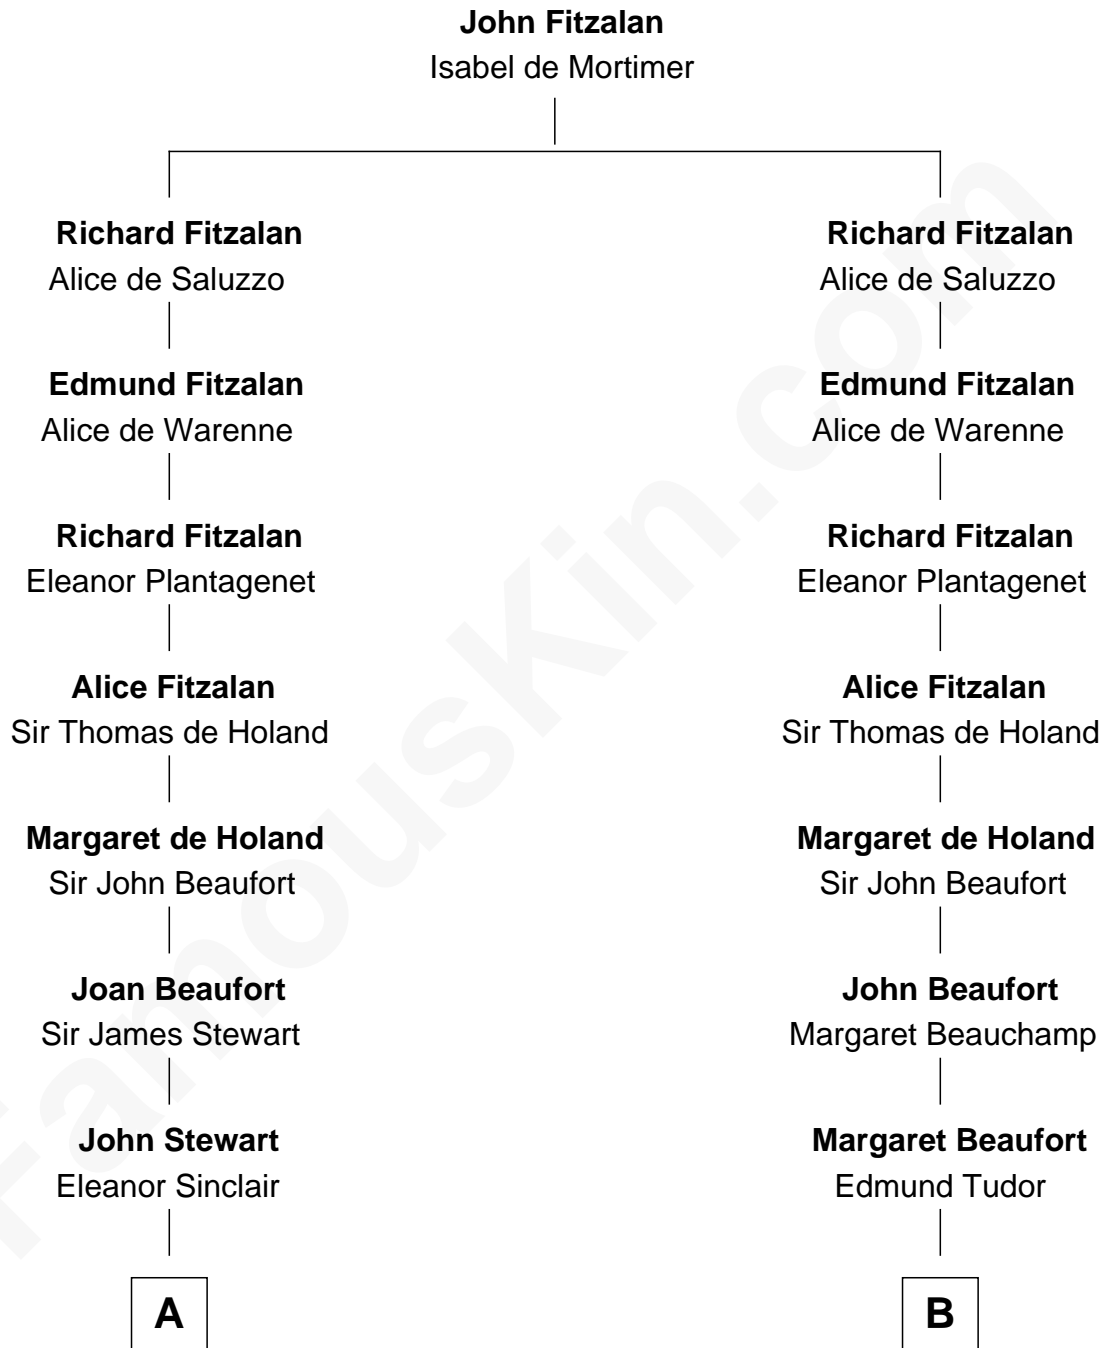 John Fitzalan
Isabel de Mortimer
Richard Fitzalan
Alice de Saluzzo
Edmund Fitzalan
Alice de Warenne
Richard Fitzalan
Eleanor Plantagenet
Alice Fitzalan
Sir Thomas de Holand
Margaret de Holand
Sir John Beaufort
Joan Beaufort
Sir James Stewart
John Stewart
Eleanor Sinclair
A
Richard Fitzalan
Alice de Saluzzo
Edmund Fitzalan
Alice de Warenne
Richard Fitzalan
Eleanor Plantagenet
Alice Fitzalan
Sir Thomas de Holand
Margaret de Holand
Sir John Beaufort
John Beaufort
Margaret Beauchamp
Margaret Beaufort
Edmund Tudor
B
FamousKin.com